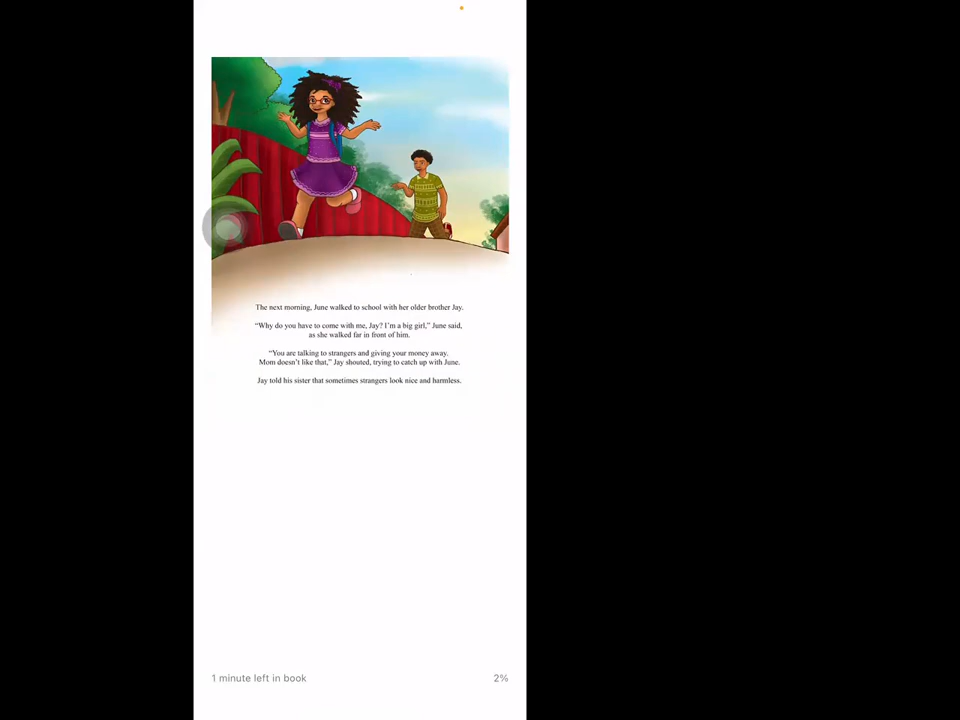 The next morning, June walked to school with her older brother Jay.
“Why do you have to come with me, Jay? I’m a big girl,” June said,
as she walked far in front of him.
“You are talking to strangers and giving your money away.
Mom doesn’t like that,” Jay shouted, trying to catch up with June.
Jay told his sister that sometimes strangers look nice and harmless.
1 minute left in book
2%